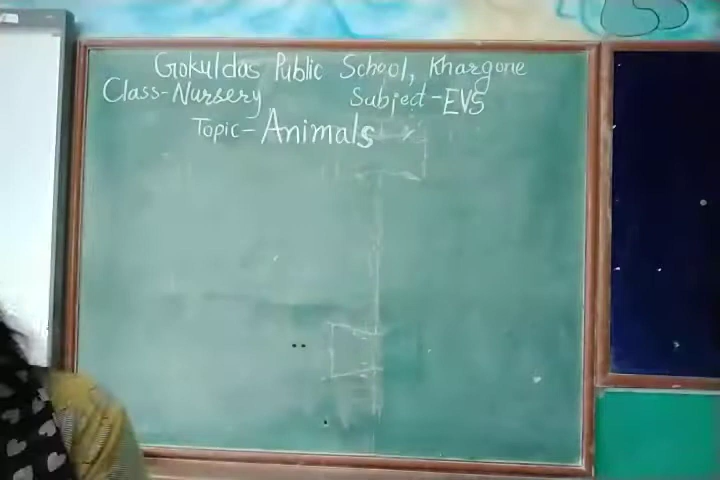 Gokuldas Public School, Khargone
Class-Nursery Subject-EVS
Topic-Animals